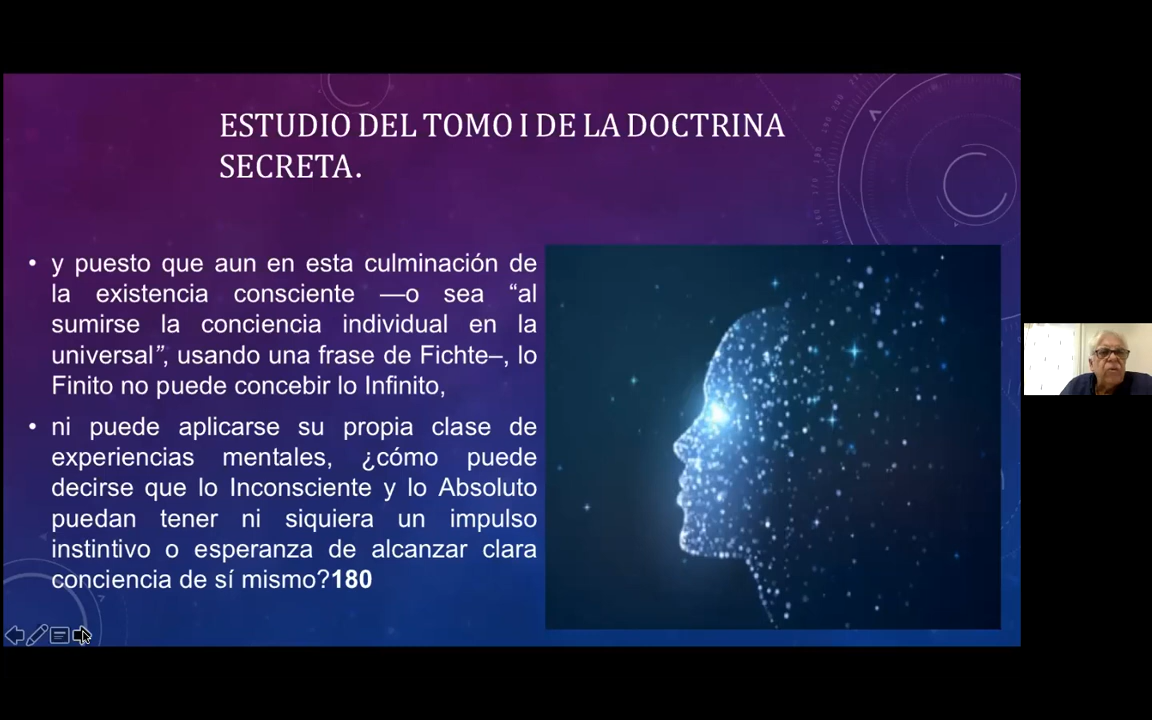 ESTUDIO DEL TOMO I DE LA DOCTRINA
SECRETA.
• y puesto que aun en esta culminación de
la existencia consciente —o sea “al
sumirse la conciencia individual en la
universal”, usando una frase de Fichte–, lo
Finito no puede concebir lo Infinito,
• ni puede aplicarse su propia clase de
experiencias mentales, ¿cómo puede
decirse que lo Inconsciente y lo Absoluto
puedan tener ni siquiera un impulso
instintivo o esperanza de alcanzar clara
conciencia de sí mismo?180